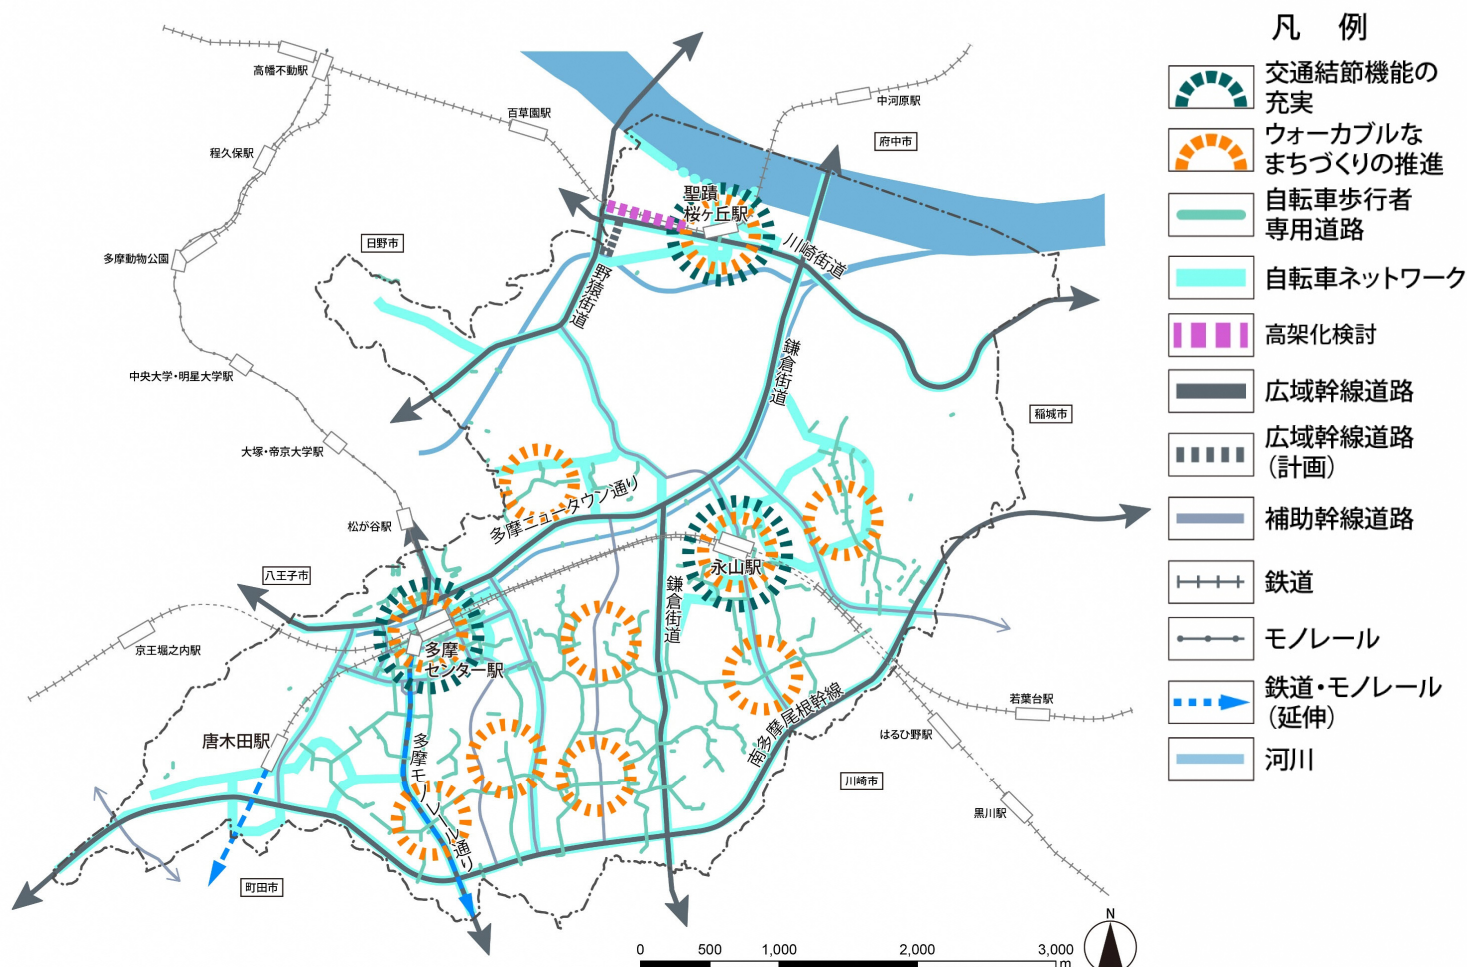 凡 例
交通結節機能の
充実
ウォーカブルな
まちづくりの推進
自転車歩行者
専用道路
自転車ネットワーク
高架化検討
広域幹線道路
広域幹線道路
（計画）
補助幹線道路
鉄道
モノレール
鉄道・モノレール
（延伸）
河川
高幡不動駅
百草園駅
中河原駅
府中市
程久保駅
聖蹟
桜ヶ丘駅
日野市
川崎街道
多摩動物公園
野猿街道
鎌倉街道
中央大学・明星大学駅
稲城市
大塚・帝京大学駅
多摩ニュータウン通り
松が谷駅
永山駅
八王子市
鎌倉街道
京王堀之内駅
多摩
センター駅
南多摩尾根幹線
若葉台駅
はるひ野駅
唐木田駅
多摩モノレール通り
川崎市
黒川駅
町田市
N
0 500 1,000 2,000 3,000
m